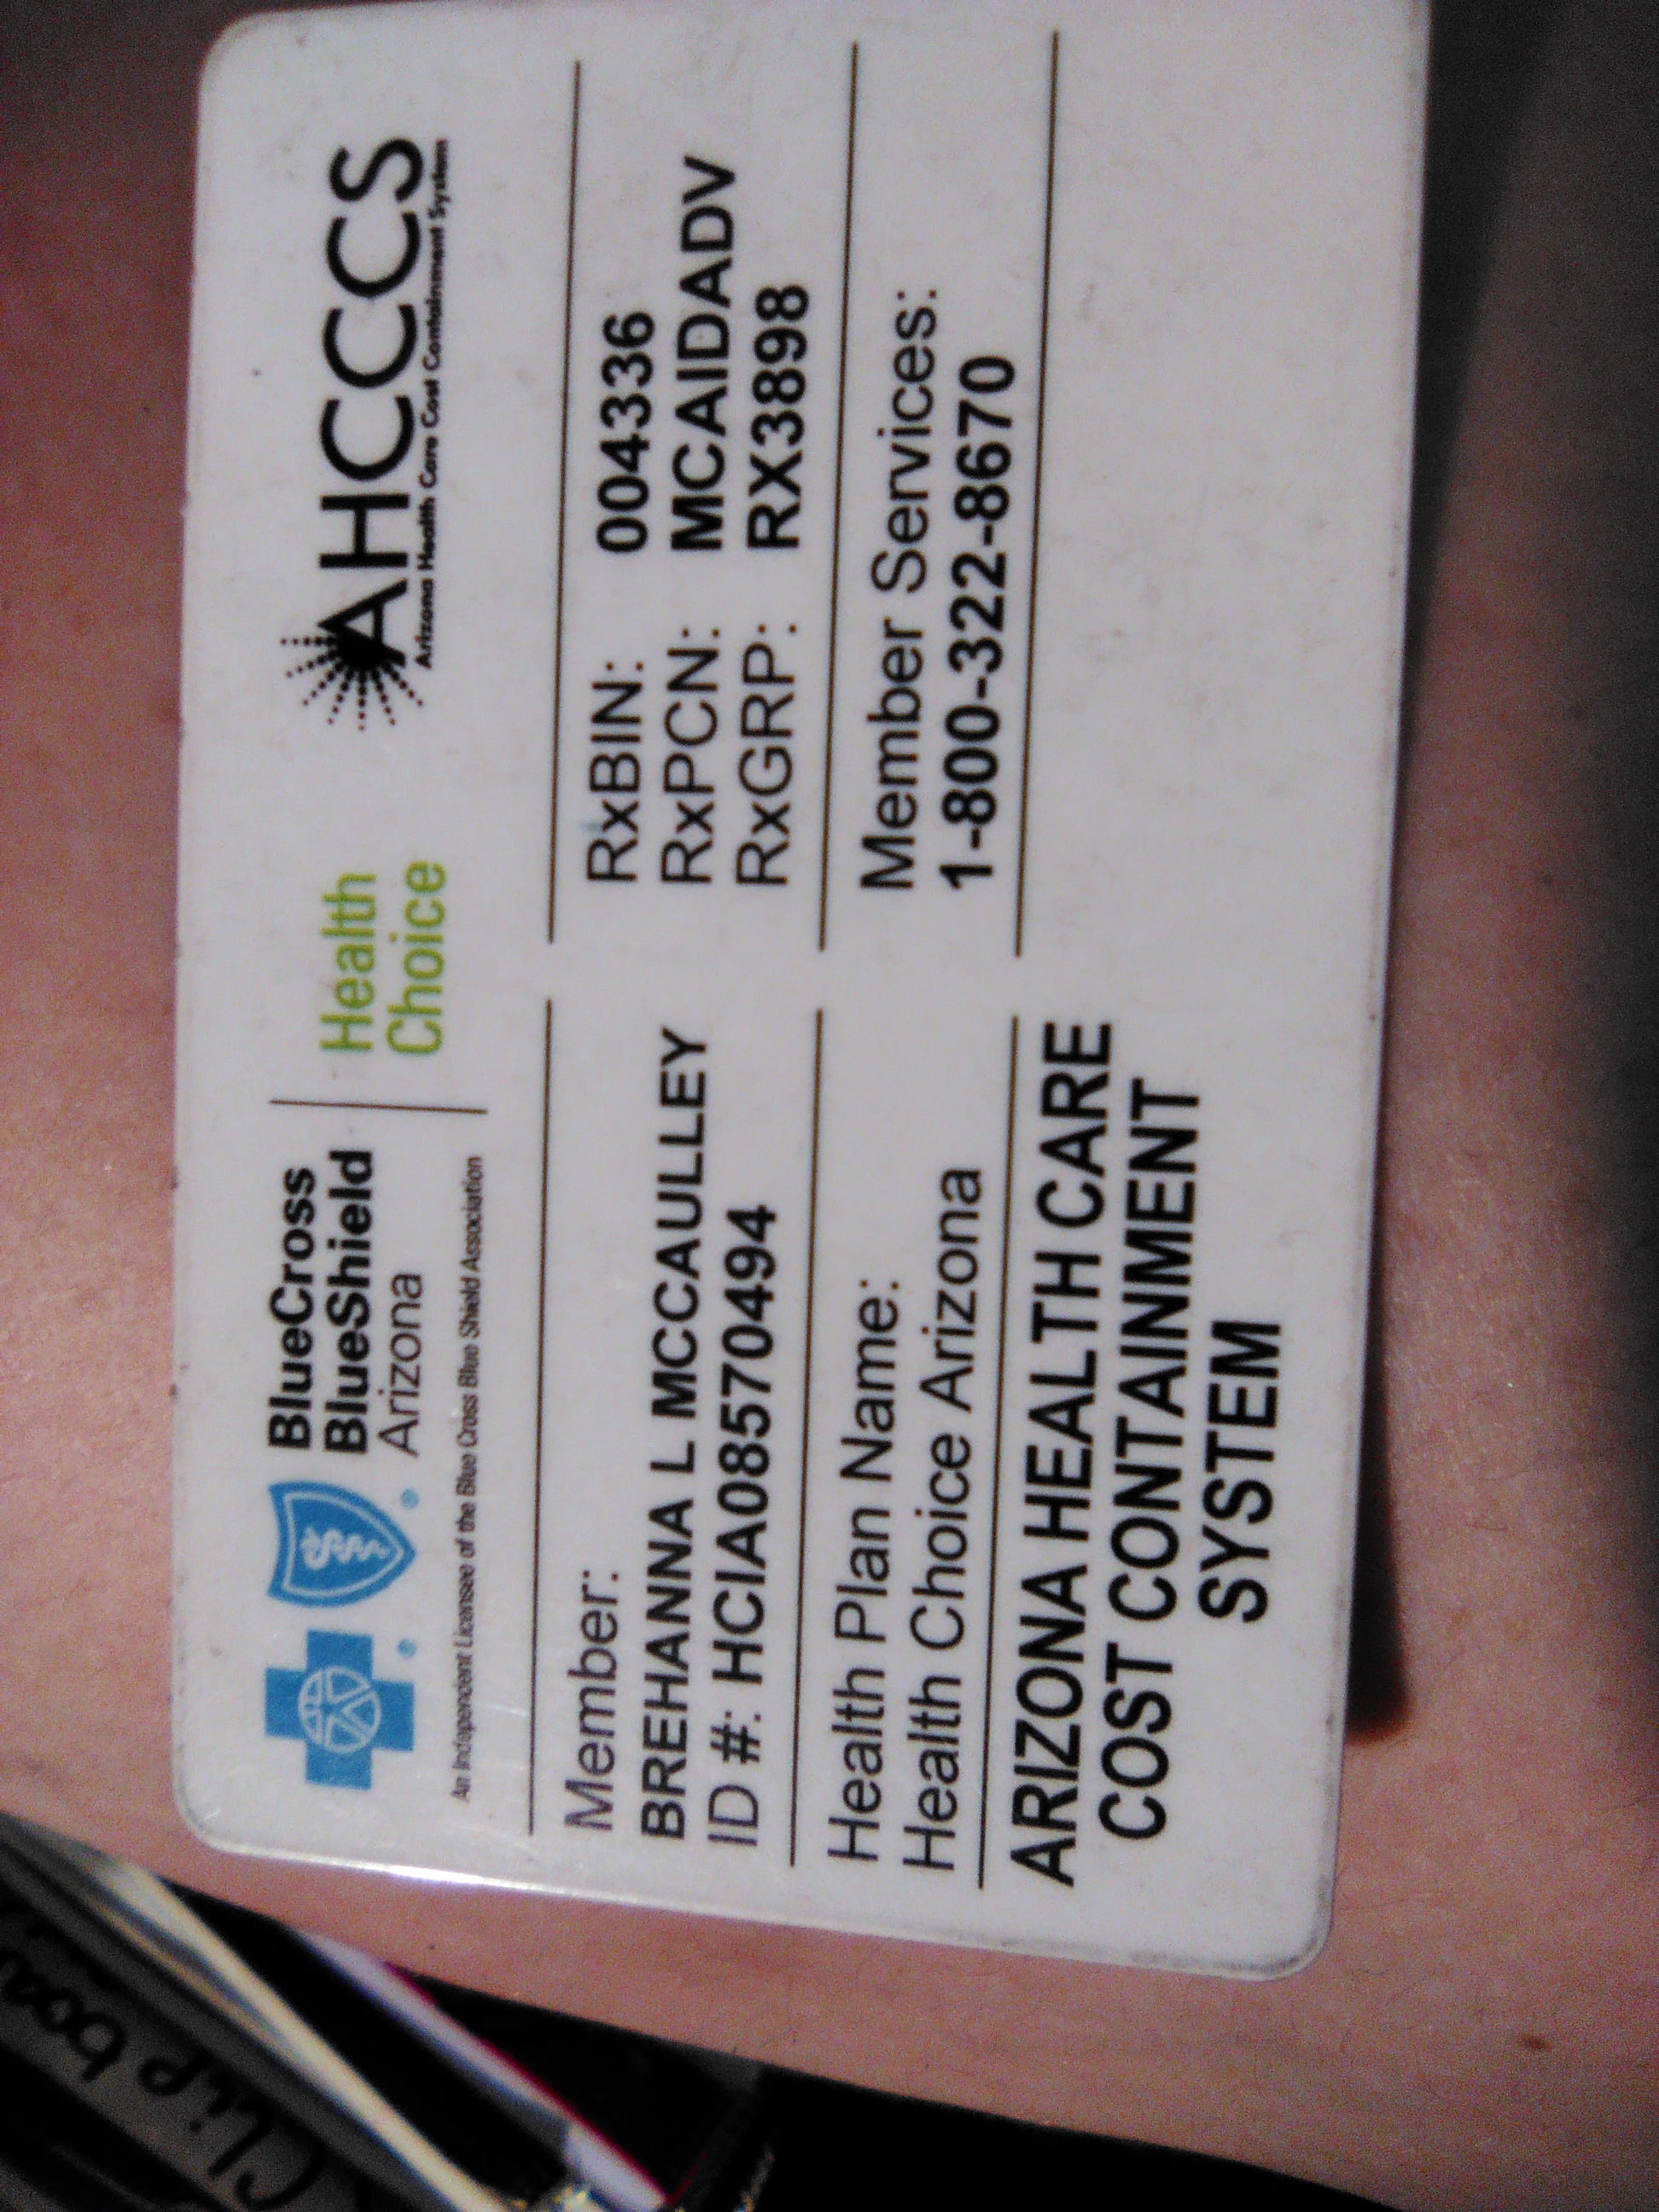 BlueCross
BlueShield
Arizona
Health
Choice
AHCCCS
Arizona Health Care Cost Containment System
An Independent Licensee of the Blue Cross Blue Shield Association
Member:
BREHANNA L MCCAULLEY
ID #: HCIA08570494
RxBIN: 004336
RxPCN: MCAIDADV
RxGRP: RX3898
Health Plan Name:
Health Choice Arizona
Member Services:
1-800-322-8670
ARIZONA HEALTH CARE
COST CONTAINMENT
SYSTEM